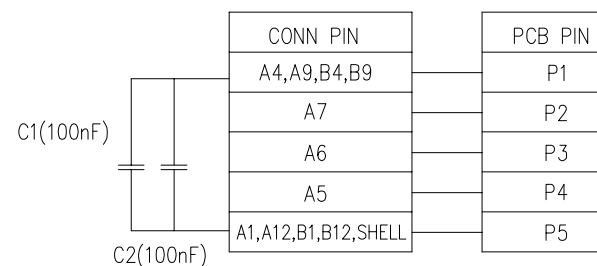 CONN PIN PCB PIN
A4,A9,B4,B9 P1
A7 P2
C1(100nF)
A6 P3
A5 P4
A1,A12,B1,B12,SHELL P5
C2(100nF)